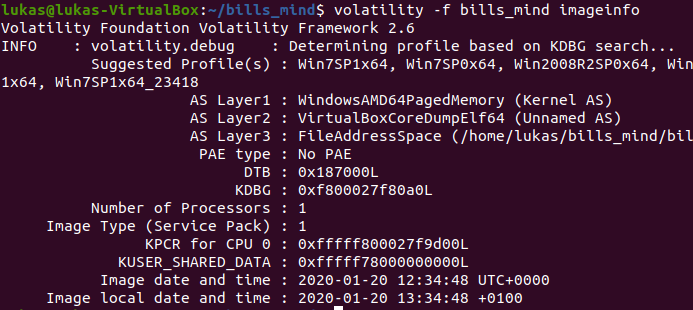 lukas@lukas-VirtualBox:~/bills_mind$ volatility -f bills_mind imageinfo
Volatility Foundation Volatility Framework 2.6
INFO    : volatility.debug    : Determining profile based on KDBG search...
Suggested Profile(s) : Win7SP1x64, Win7SP0x64, Win2008R2SP0x64, Win
1x64, Win7SP1x64_23418
AS Layer1 : WindowsAMD64PagedMemory (Kernel AS)
AS Layer2 : VirtualBoxCoreDumpElf64 (Unnamed AS)
AS Layer3 : FileAddressSpace (/home/lukas/bills_mind/bil
PAE type : No PAE
DTB : 0x187000L
KDBG : 0xf800027f80a0L
Number of Processors : 1
Image Type (Service Pack) : 1
KPCR for CPU 0 : 0xfffff800027f9d00L
KUSER_SHARED_DATA : 0xfffff78000000000L
Image date and time : 2020-01-20 12:34:48 UTC+0000
Image local date and time : 2020-01-20 13:34:48 +0100